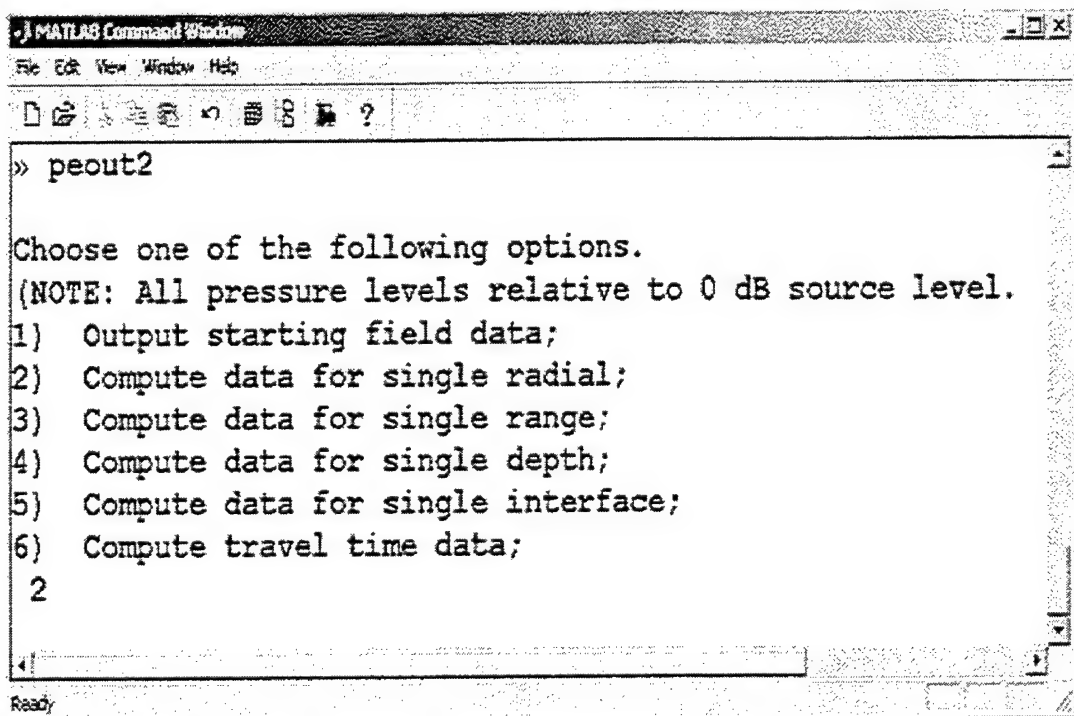 MATLAB Command Window
File Edit View Window Help
?
» peout2
Choose one of the following options.
(NOTE: All pressure levels relative to 0 dB source level.
1) Output starting field data;
2) Compute data for single radial;
3) Compute data for single range;
4) Compute data for single depth;
5) Compute data for single interface;
6) Compute travel time data;
2
Ready